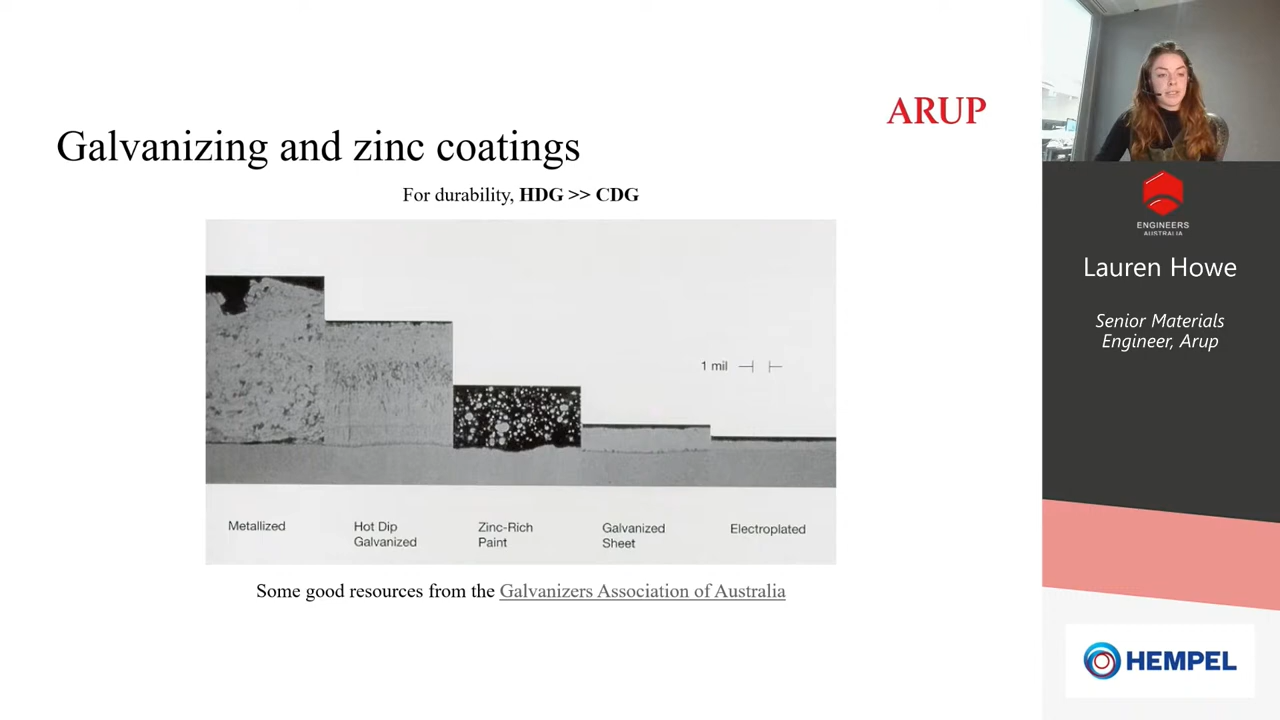 ARUP
Galvanizing and zinc coatings
For durability, HDG >> CDG
1 mil
Metallized
Hot Dip
Galvanized
Zinc-Rich
Paint
Galvanized
Sheet
Electroplated
Some good resources from the Galvanizers Association of Australia
ENGINEERS
AUSTRALIA
Lauren Howe
Senior Materials
Engineer, Arup
HEMPEL